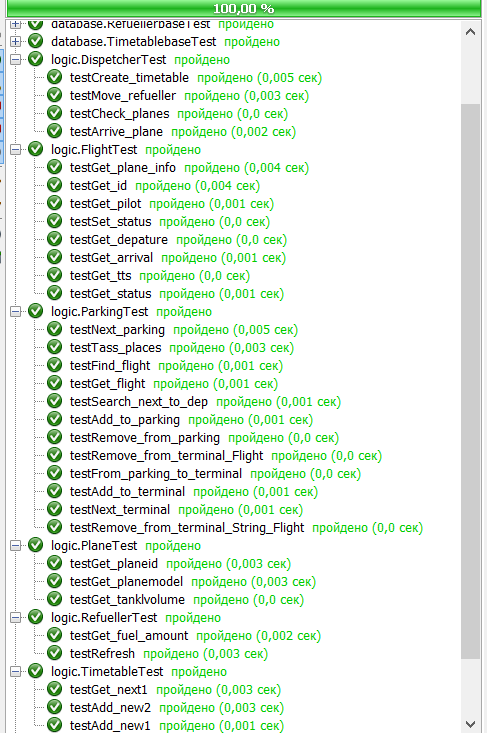 100,00 %
database.RefuellerbaseTest пройдено
database.TimetablebaseTest пройдено
logic.DispetcherTest пройдено
testCreate_timetable пройдено (0,005 сек)
testMove_refueller пройдено (0,003 сек)
testCheck_planes пройдено (0,0 сек)
testArrive_plane пройдено (0,002 сек)
logic.FlightTest пройдено
testGet_plane_info пройдено (0,004 сек)
testGet_id пройдено (0,004 сек)
testGet_pilot пройдено (0,001 сек)
testSet_status пройдено (0,0 сек)
testGet_depature пройдено (0,0 сек)
testGet_arrival пройдено (0,001 сек)
testGet_tts пройдено (0,0 сек)
testGet_status пройдено (0,001 сек)
logic.ParkingTest пройдено
testNext_parking пройдено (0,005 сек)
testTass_places пройдено (0,003 сек)
testFind_flight пройдено (0,001 сек)
testGet_flight пройдено (0,001 сек)
testSearch_next_to_dep пройдено (0,001 сек)
testAdd_to_parking пройдено (0,001 сек)
testRemove_from_parking пройдено (0,0 сек)
testRemove_from_terminal_Flight пройдено (0,0 сек)
testFrom_parking_to_terminal пройдено (0,0 сек)
testAdd_to_terminal пройдено (0,001 сек)
testNext_terminal пройдено (0,001 сек)
testRemove_from_terminal_String_Flight пройдено (0,0 сек)
logic.PlaneTest пройдено
testGet_planeid пройдено (0,003 сек)
testGet_planemodel пройдено (0,003 сек)
testGet_tanklvolume пройдено (0,0 сек)
logic.RefuellerTest пройдено
testGet_fuel_amount пройдено (0,002 сек)
testRefresh пройдено (0,003 сек)
logic.TimetableTest пройдено
testGet_next1 пройдено (0,003 сек)
testAdd_new2 пройдено (0,003 сек)
testAdd_new1 пройдено (0,001 сек)